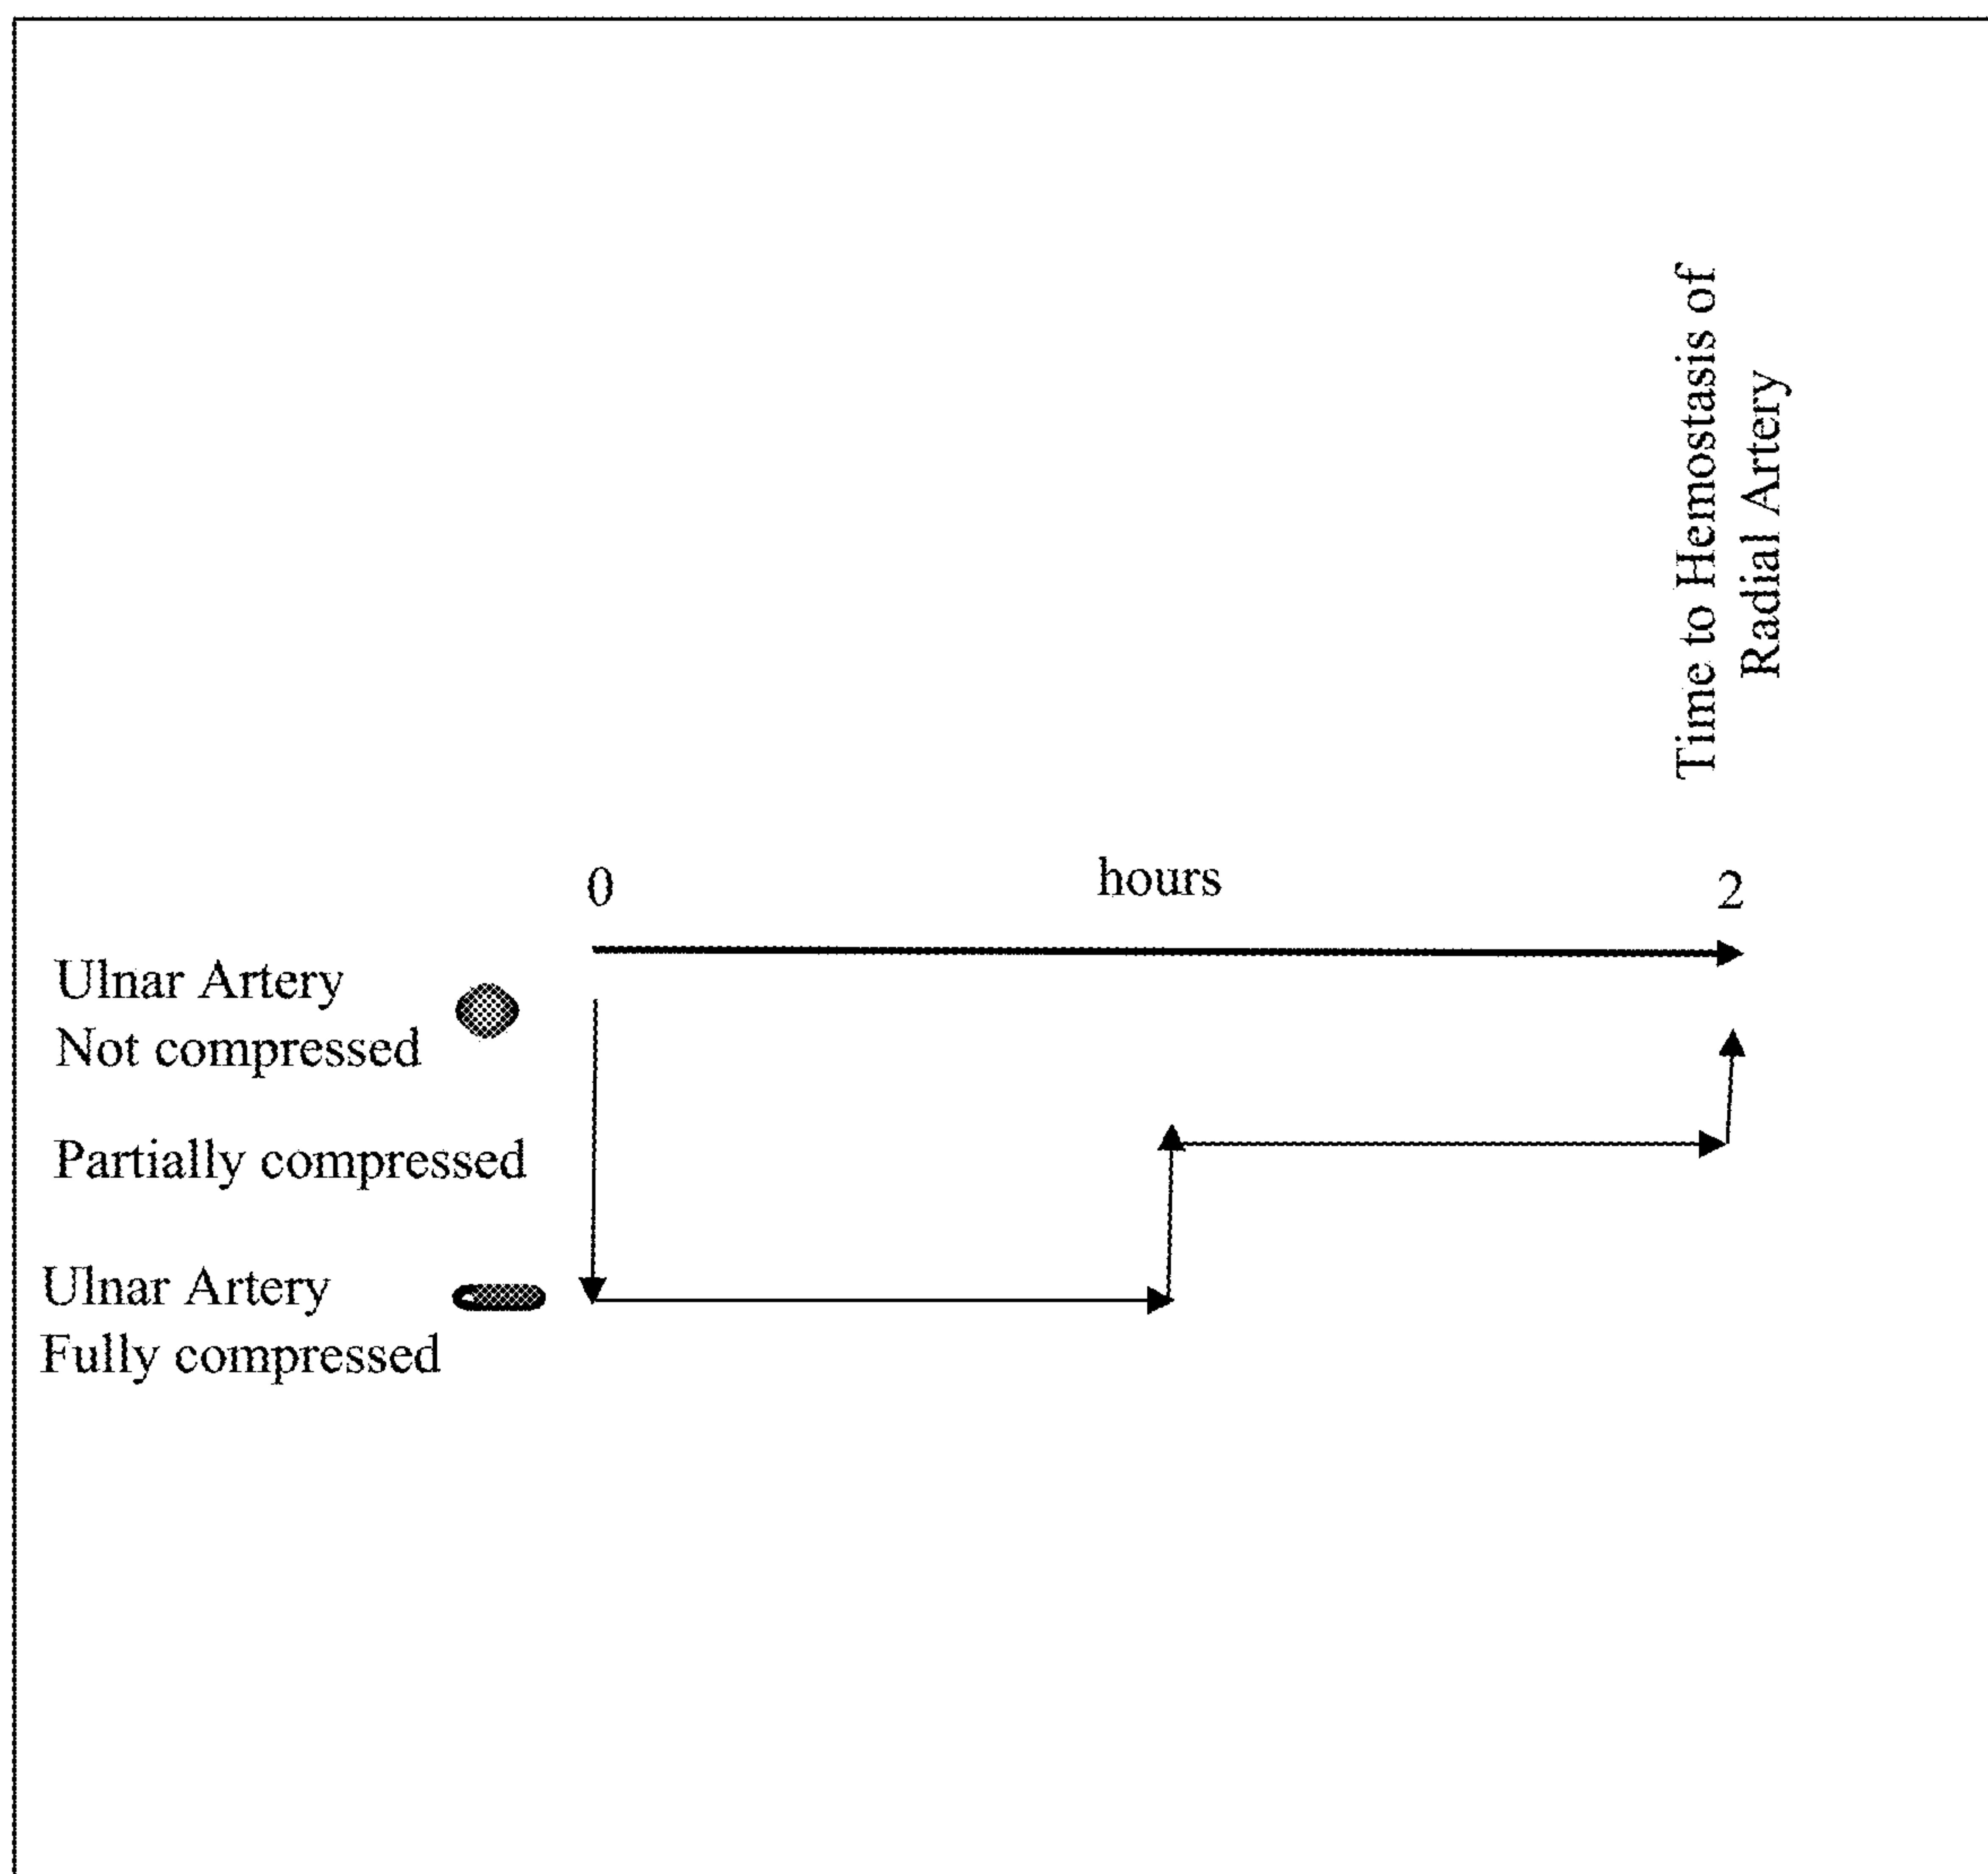 Time to Hemostasis of
Radial Artery
0 hours 2
Ulnar Artery
Not compressed
Partially compressed
Ulnar Artery
Fully compressed